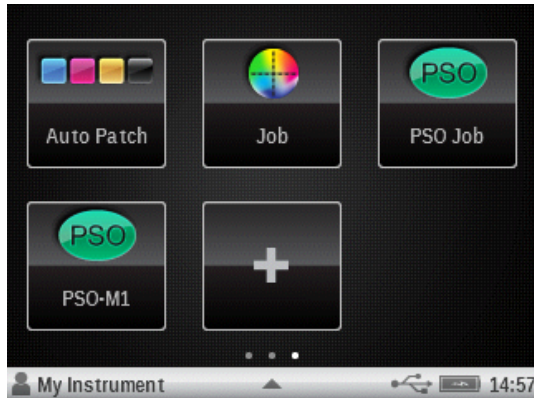 Auto Patch
Job
PSO
PSO Job
PSO
PSO-M1
My Instrument
14:57